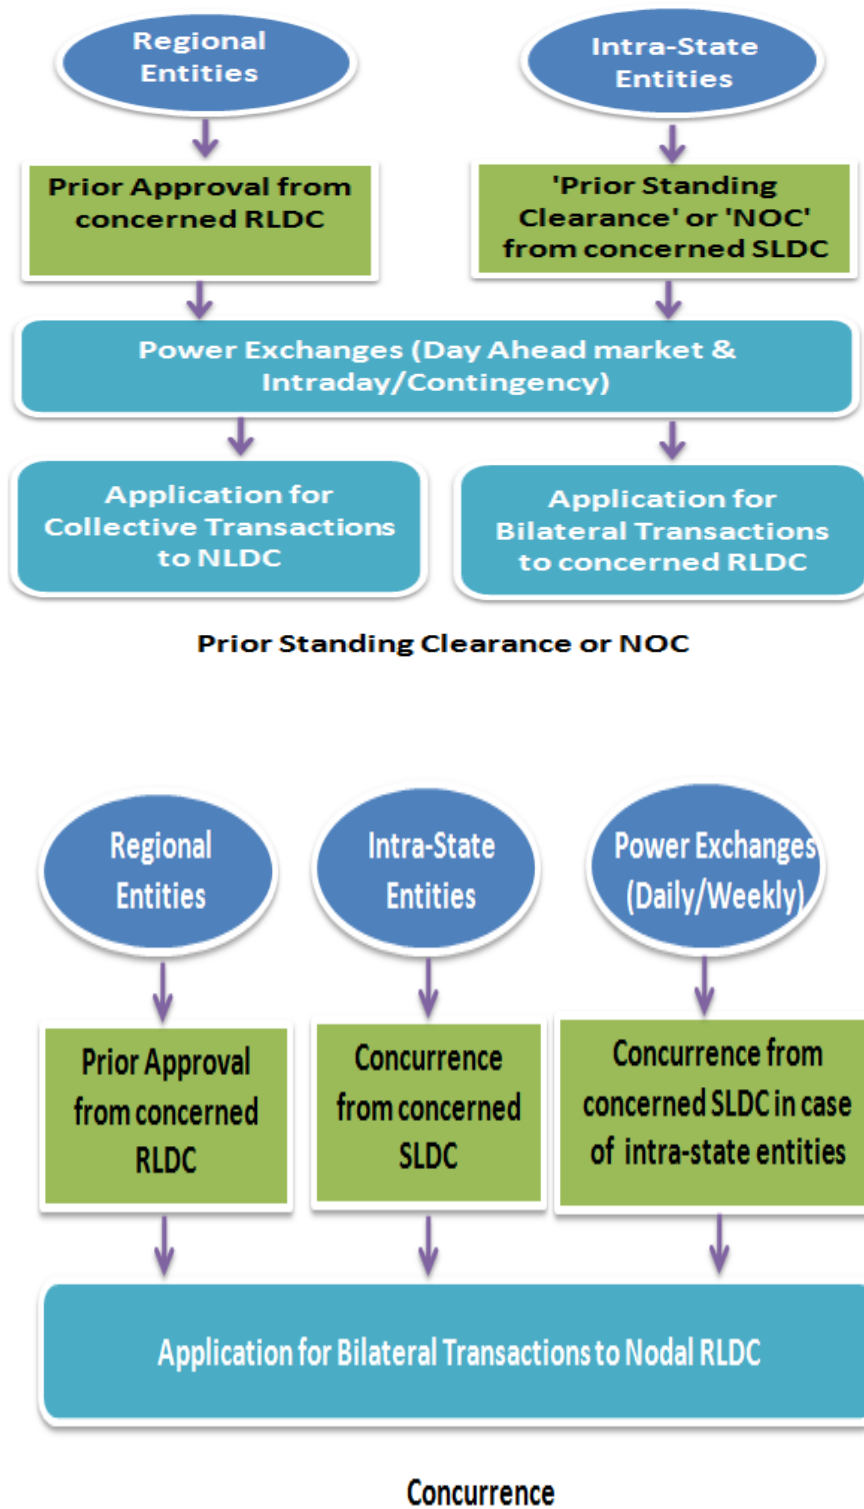 Regional
Entities
Intra-State
Entities
Prior Approval from
concerned RLDC
'Prior Standing
Clearance' or 'NOC'
from concerned SLDC
Power Exchanges (Day Ahead market &
Intraday/Contingency)
Application for
Collective Transactions
to NLDC
Application for
Bilateral Transactions
to concerned RLDC
Prior Standing Clearance or NOC
Regional
Entities
Intra-State
Entities
Power Exchanges
(Daily/Weekly)
Prior Approval
from concerned
RLDC
Concurrence
from concerned
SLDC
Concurrence from
concerned SLDC in case
of intra-state entities
Application for Bilateral Transactions to Nodal RLDC
Concurrence